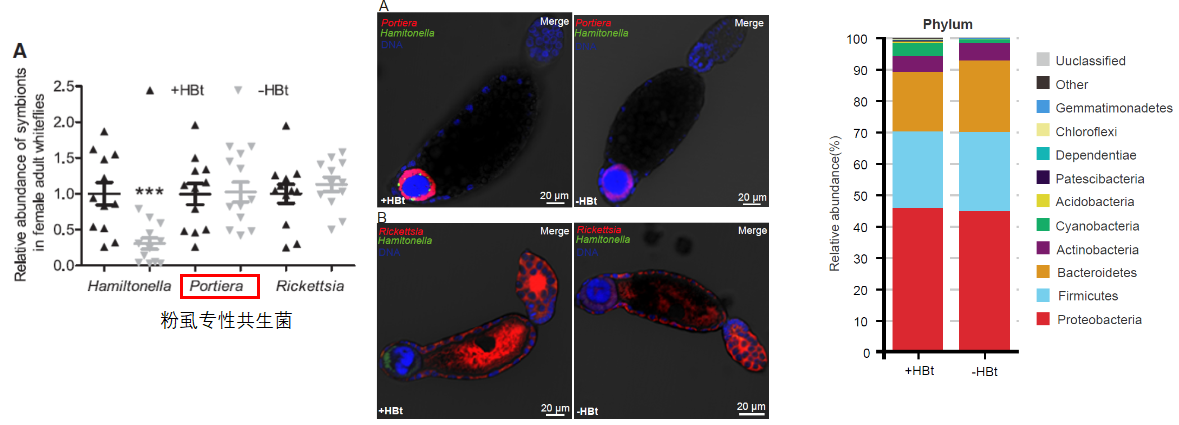 A
Relative abundance of symbionts
in female adult whiteflies
2.5
2.0
1.5
1.0
0.5
0.0
+HBt
-HBt
***
Hamiltonella
Portiera
Rickettsia
粉虱专性共生菌
A
Portiera
Hamitonella
DNA
Merge
+HBt
20 µm
Portiera
Hamitonella
DNA
Merge
-HBt
20 µm
B
Rickettsia
Hamitonella
DNA
Merge
+HBt
20 µm
Rickettsia
Hamitonella
DNA
Merge
-HBt
20 µm
Phylum
Relative abundance(%)
100
90
80
70
60
50
40
30
20
10
0
+HBt
-HBt
Uuclassified
Other
Gemmatimonadetes
Chloroflexi
Dependentiae
Patescibacteria
Acidobacteria
Cyanobacteria
Actinobacteria
Bacteroidetes
Firmicutes
Proteobacteria